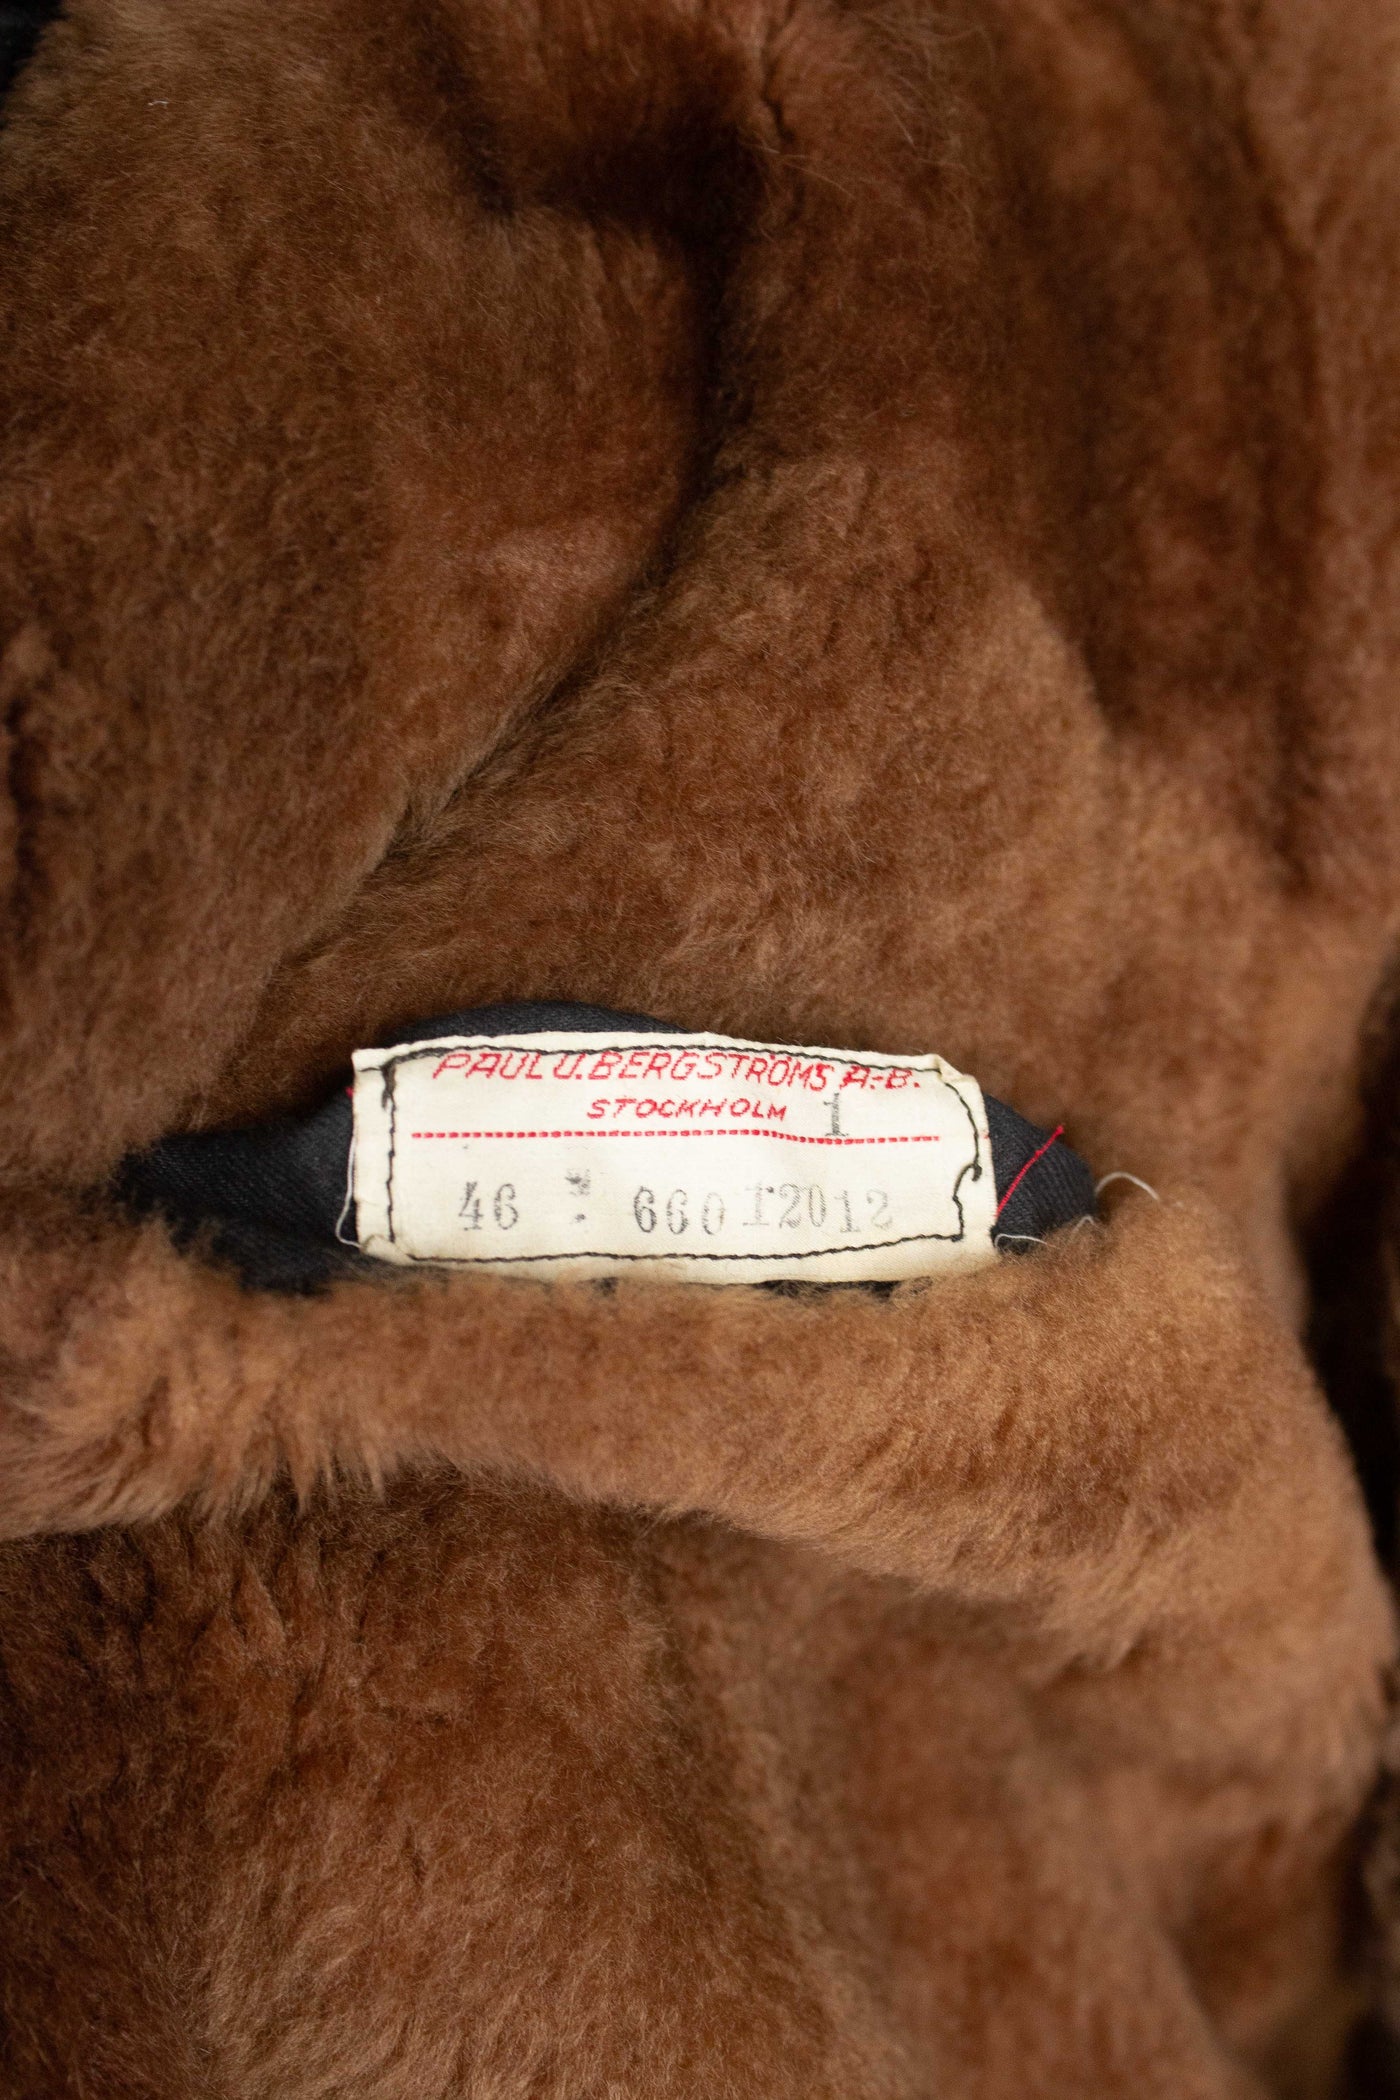 PAUL U. BERGSTRÖMS A.-B.
STOCKHOLM 1
46 660 12012